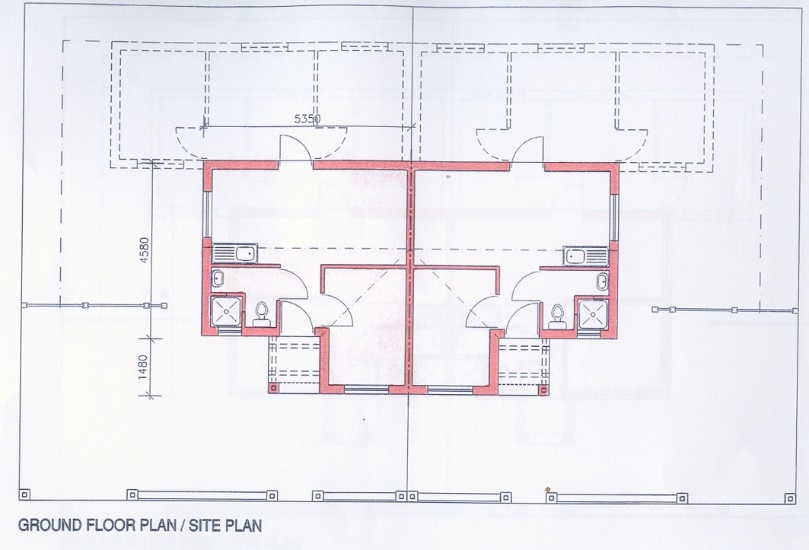 5350
4580
1480
GROUND FLOOR PLAN / SITE PLAN